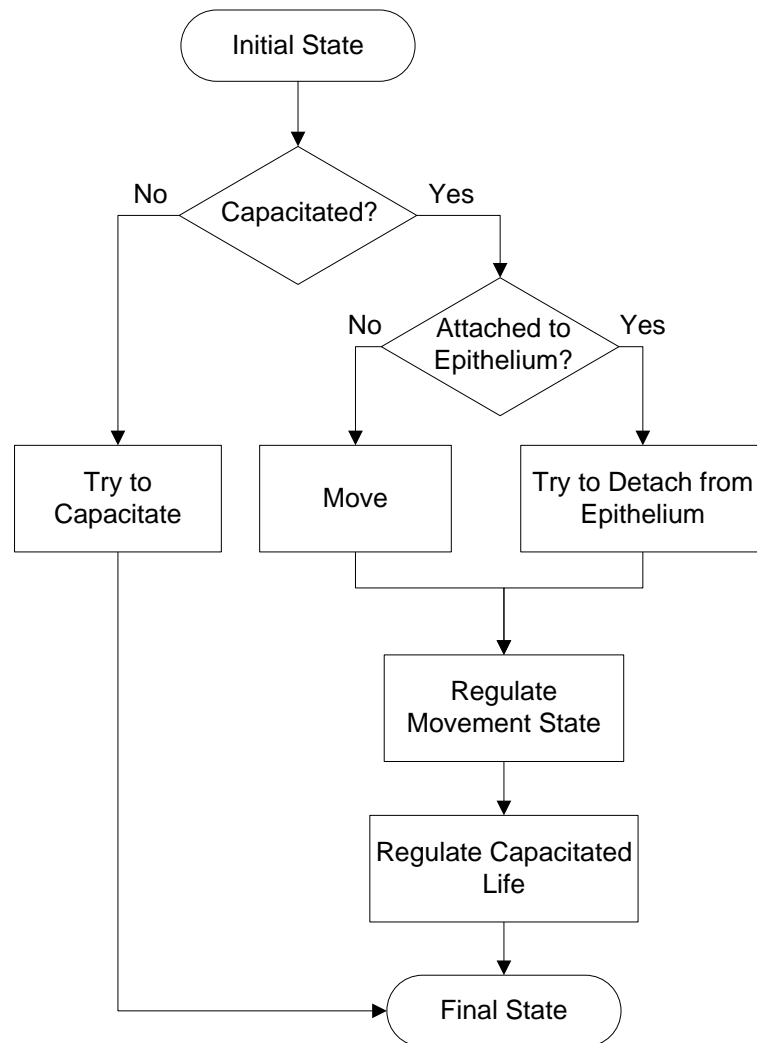 Initial State
No
Yes
Capacitated?
No
Attached to
Epithelium?
Yes
Try to
Capacitate
Move
Try to Detach from
Epithelium
Regulate
Movement State
Regulate Capacitated
Life
Final State